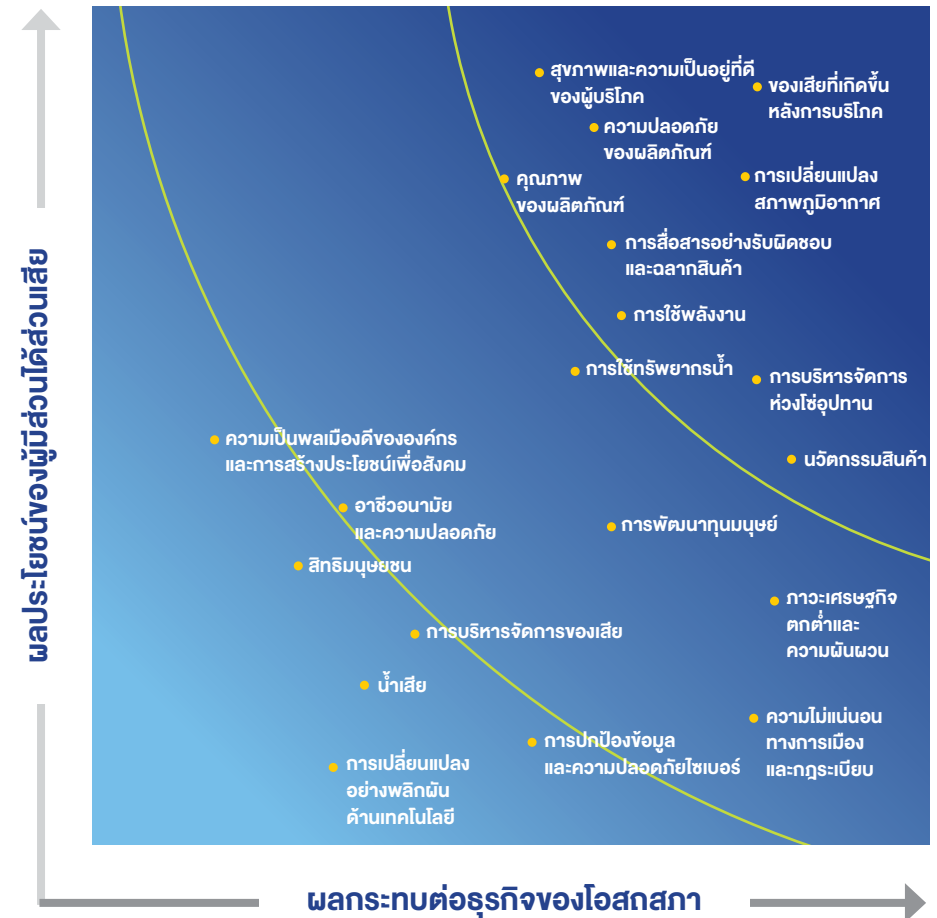 ผลประโยชน์ของผู้มีส่วนได้ส่วนเสีย
สุขภาพและความเป็นอยู่ที่ดี
ของผู้บริโภค
ของเสียที่เกิดขึ้น
หลังการบริโภค
ความปลอดภัย
ของผลิตภัณฑ์
คุณภาพ
ของผลิตภัณฑ์
การเปลี่ยนแปลง
สภาพภูมิอากาศ
การสื่อสารอย่างรับผิดชอบ
และฉลากสินค้า
การใช้พลังงาน
การใช้ทรัพยากรน้ำ
การบริหารจัดการ
ห่วงโซ่อุปทาน
ความเป็นพลเมืองดีขององค์กร
และการสร้างประโยชน์เพื่อสังคม
นวัตกรรมสินค้า
อาชีวอนามัย
และความปลอดภัย
การพัฒนาทุนมนุษย์
สิทธิมนุษยชน
ภาวะเศรษฐกิจ
ตกต่ำและ
ความผันผวน
การบริหารจัดการของเสีย
น้ำเสีย
ความไม่แน่นอน
ทางการเมือง
และกฎระเบียบ
การปกป้องข้อมูล
และความปลอดภัยไซเบอร์
การเปลี่ยนแปลง
อย่างพลิกผัน
ด้านเทคโนโลยี
ผลกระทบต่อธุรกิจของโอสถสภา